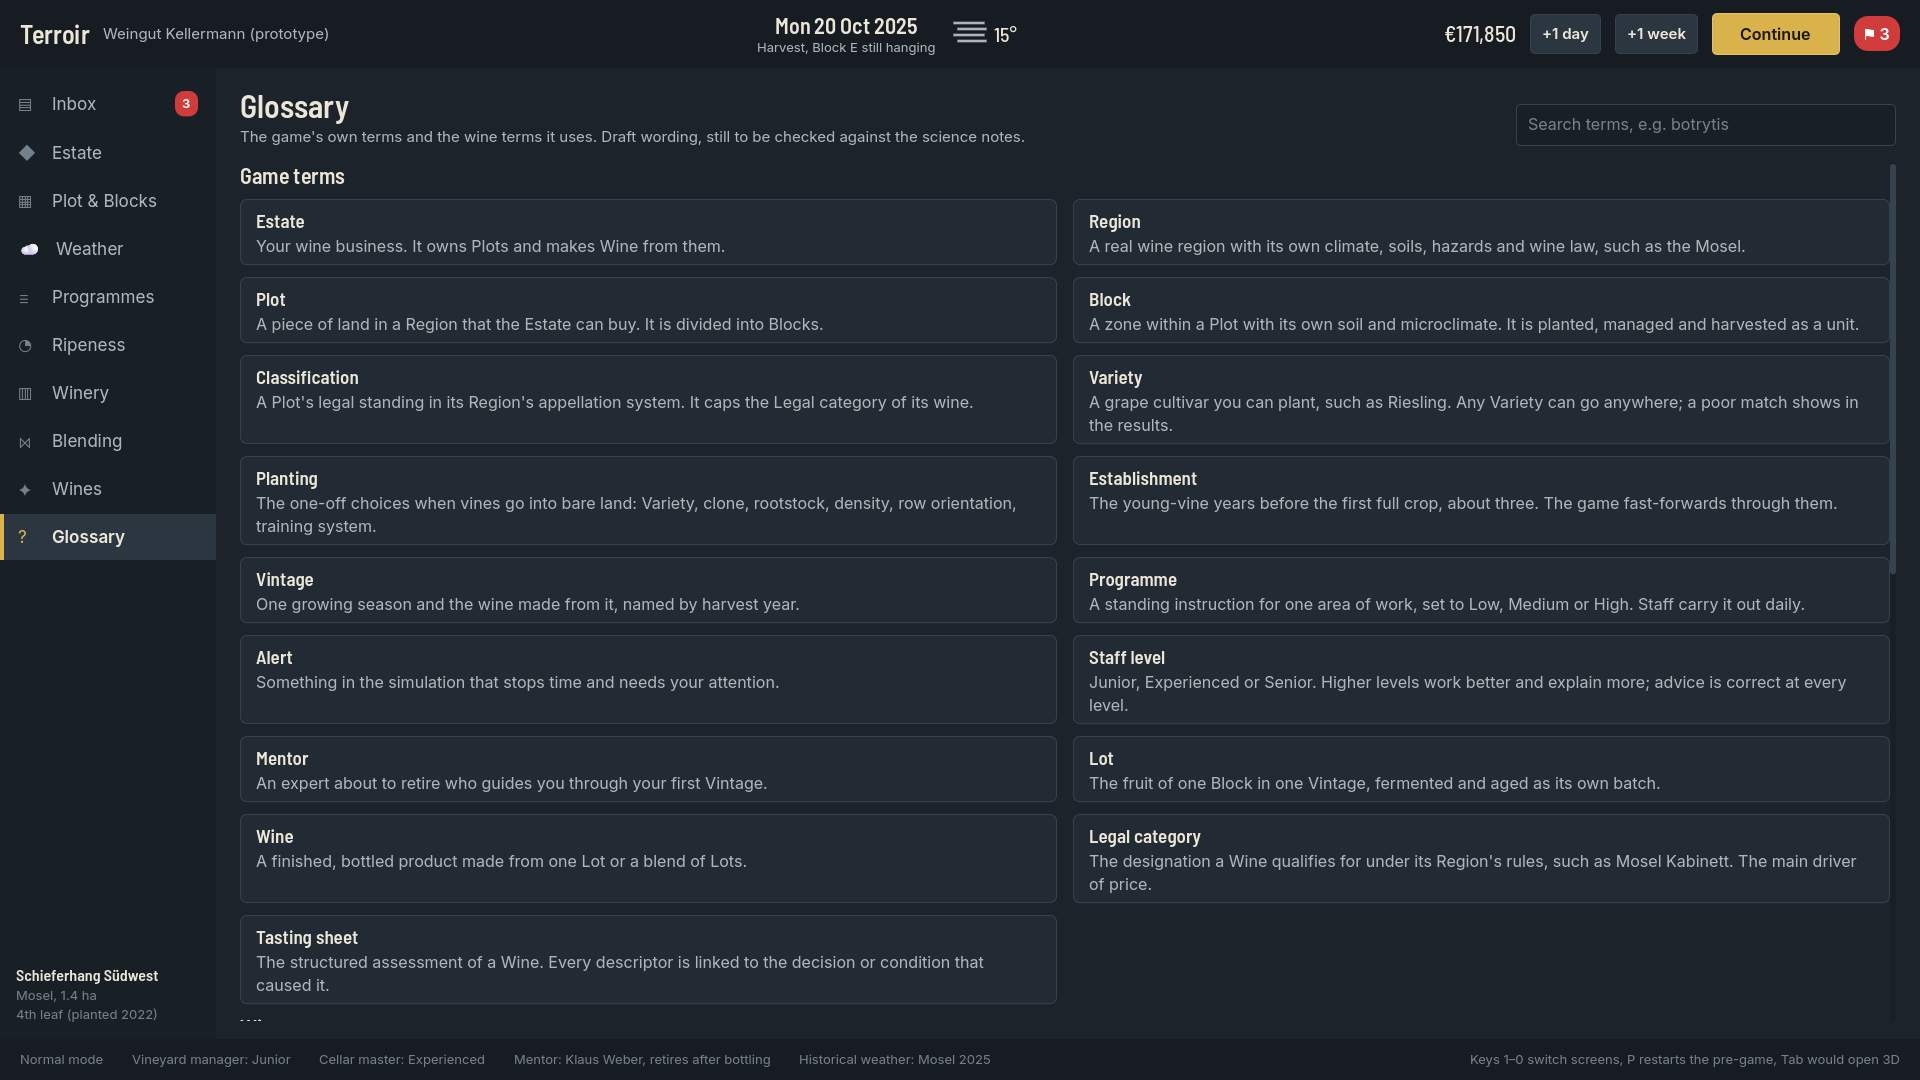 Terroir
Weingut Kellermann (prototype)
Mon 20 Oct 2025
Harvest, Block E still hanging
15°
€171,850
+1 day
+1 week
Continue
3
Inbox
3
Estate
Plot & Blocks
Weather
Programmes
Ripeness
Winery
Blending
Wines
? Glossary
Schieferhang Südwest
Mosel, 1.4 ha
4th leaf (planted 2022)
Glossary
The game's own terms and the wine terms it uses. Draft wording, still to be checked against the science notes.
Search terms, e.g. botrytis
Game terms
Estate
Your wine business. It owns Plots and makes Wine from them.
Region
A real wine region with its own climate, soils, hazards and wine law, such as the Mosel.
Plot
A piece of land in a Region that the Estate can buy. It is divided into Blocks.
Block
A zone within a Plot with its own soil and microclimate. It is planted, managed and harvested as a unit.
Classification
A Plot's legal standing in its Region's appellation system. It caps the Legal category of its wine.
Variety
A grape cultivar you can plant, such as Riesling. Any Variety can go anywhere; a poor match shows in
the results.
Planting
The one-off choices when vines go into bare land: Variety, clone, rootstock, density, row orientation,
training system.
Establishment
The young-vine years before the first full crop, about three. The game fast-forwards through them.
Vintage
One growing season and the wine made from it, named by harvest year.
Programme
A standing instruction for one area of work, set to Low, Medium or High. Staff carry it out daily.
Alert
Something in the simulation that stops time and needs your attention.
Staff level
Junior, Experienced or Senior. Higher levels work better and explain more; advice is correct at every
level.
Mentor
An expert about to retire who guides you through your first Vintage.
Lot
The fruit of one Block in one Vintage, fermented and aged as its own batch.
Wine
A finished, bottled product made from one Lot or a blend of Lots.
Legal category
The designation a Wine qualifies for under its Region's rules, such as Mosel Kabinett. The main driver
of price.
Tasting sheet
The structured assessment of a Wine. Every descriptor is linked to the decision or condition that
caused it.
Normal mode
Vineyard manager: Junior
Cellar master: Experienced
Mentor: Klaus Weber, retires after bottling
Historical weather: Mosel 2025
Keys 1–0 switch screens, P restarts the pre-game, Tab would open 3D